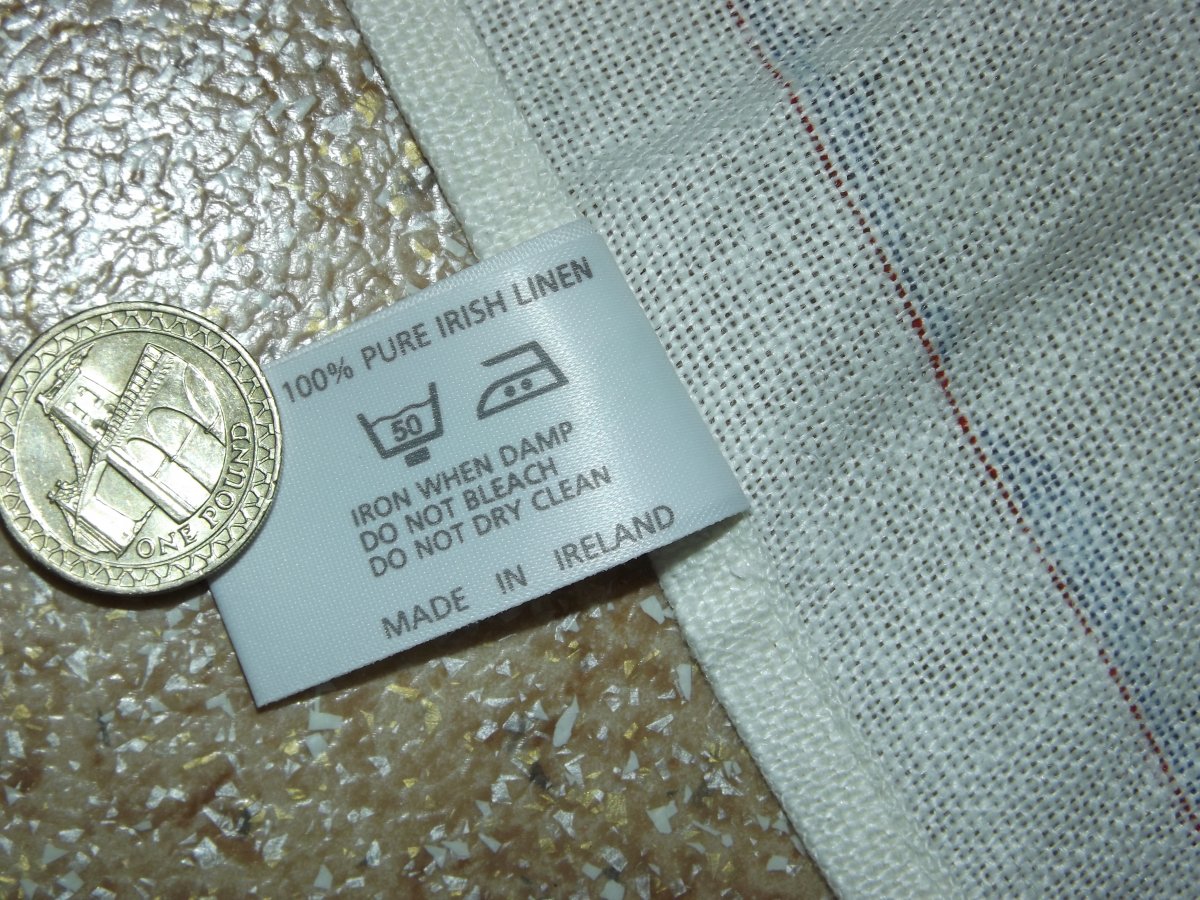 100% PURE IRISH LINEN
50
IRON WHEN DAMP
DO NOT BLEACH
DO NOT DRY CLEAN
MADE IN IRELAND
ONE POUND